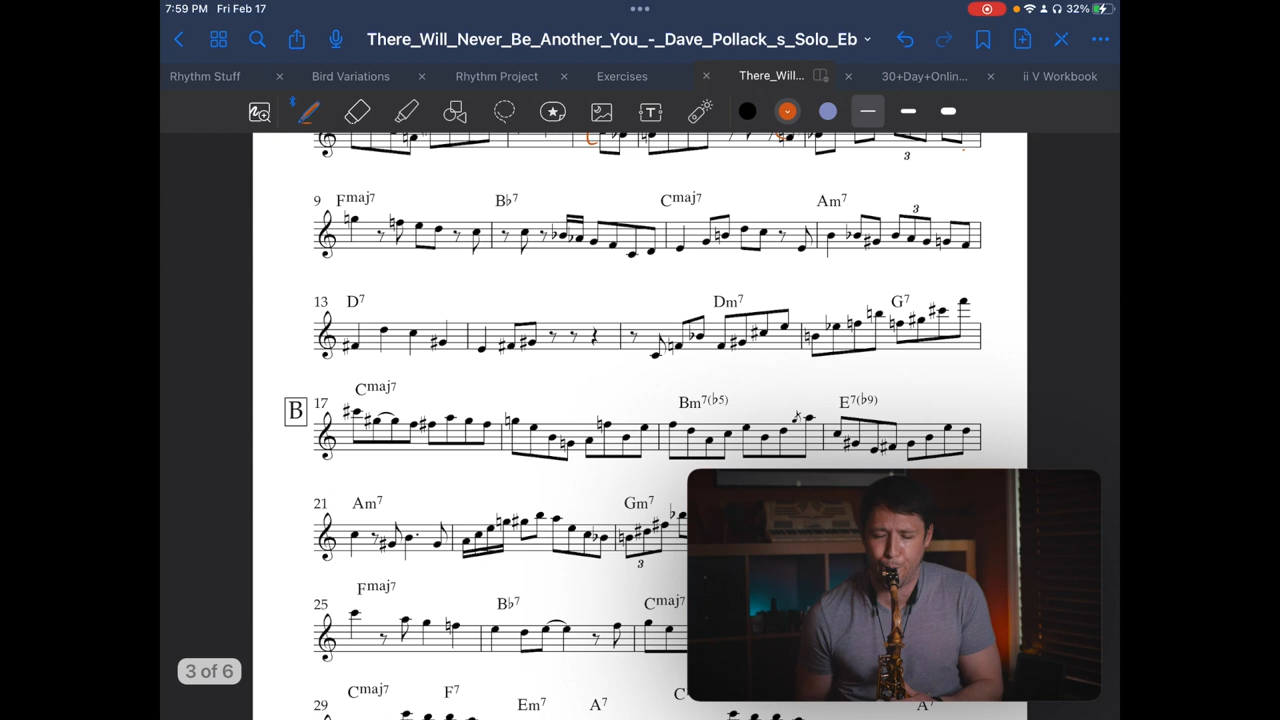 7:59 PM Fri Feb 17 32%
There_Will_Never_Be_Another_You_-_Dave_Pollack_s_Solo_Eb
Rhythm Stuff Bird Variations Rhythm Project Exercises There_Will... 30+Day+Onlin... ii V Workbook
3
9 Fmaj7 B♭7 Cmaj7 Am7
3
13 D7 Dm7 G7
B 17 Cmaj7 Bm7(♭5) E7(♭9)
21 Am7 Gm7
3
25 Fmaj7 B♭7 Cmaj7
3 of 6
29 Cmaj7 F7 Em7 A7 A7